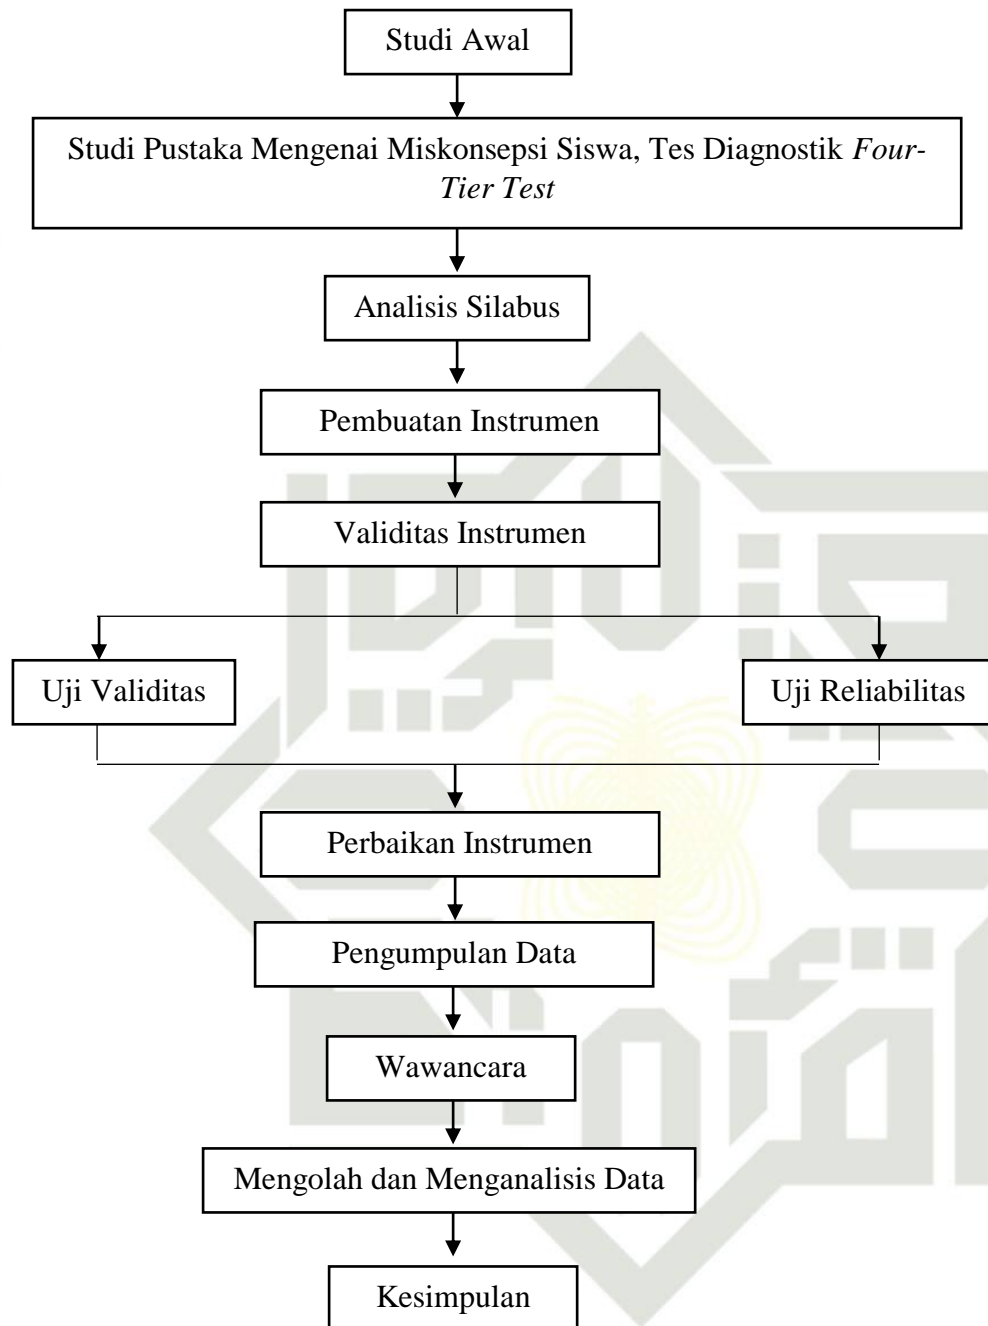 Studi Awal
Studi Pustaka Mengenai Miskonsepsi Siswa, Tes Diagnostik Four-
Tier Test
Analisis Silabus
Pembuatan Instrumen
Validitas Instrumen
Uji Validitas
Uji Reliabilitas
Perbaikan Instrumen
Pengumpulan Data
Wawancara
Mengolah dan Menganalisis Data
Kesimpulan